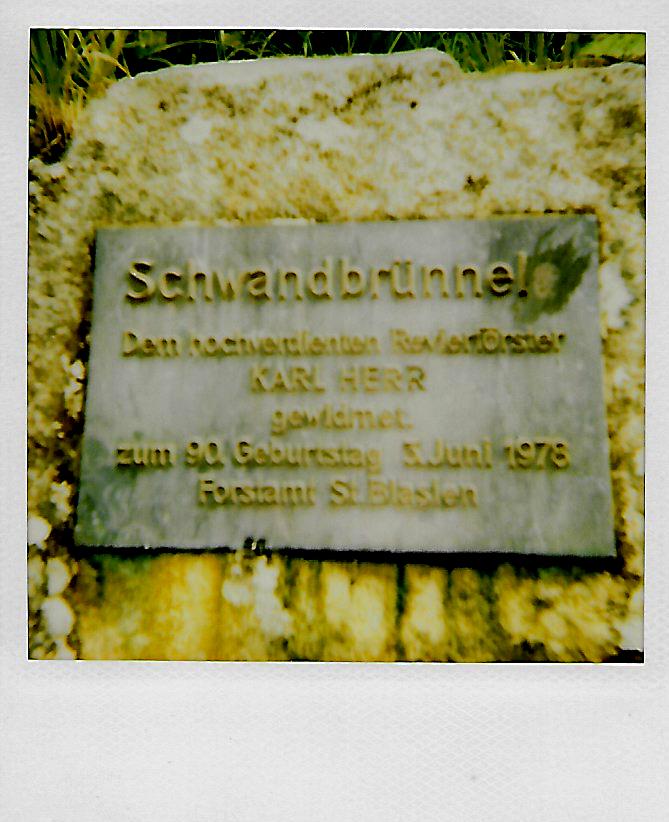 Schwandbrünnele
Dem hochverdienten Revierförster
KARL HERR
gewidmet.
zum 90. Geburtstag 3.Juni 1978
Forstamt St.Blasien